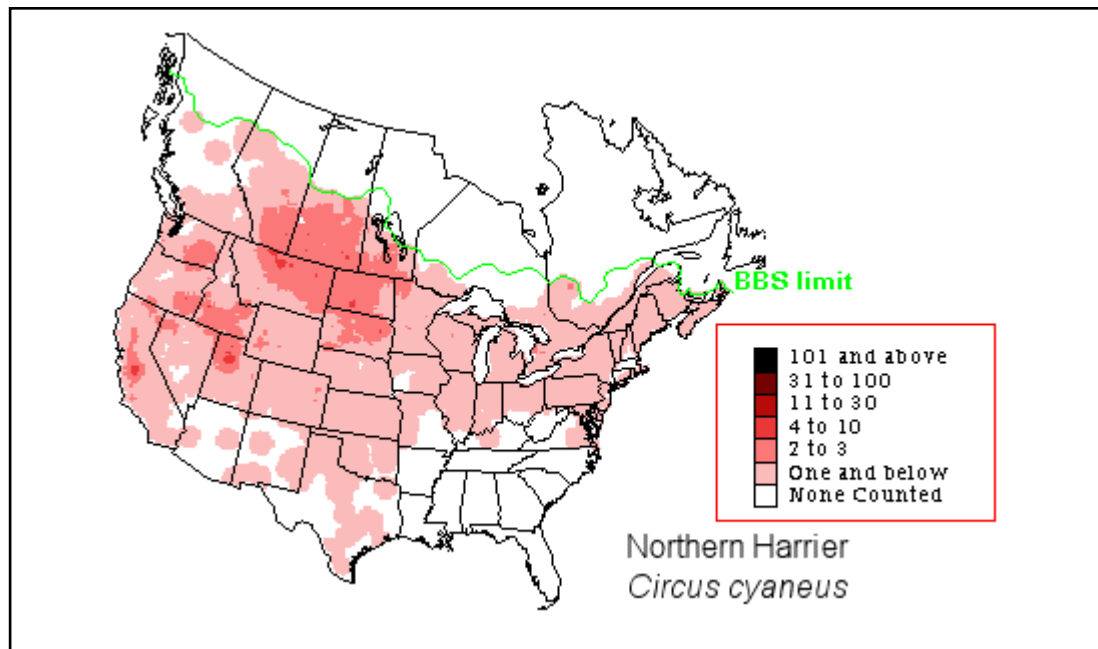 BBS limit
101 and above
31 to 100
11 to 30
4 to 10
2 to 3
One and below
None Counted
Northern Harrier
Circus cyaneus